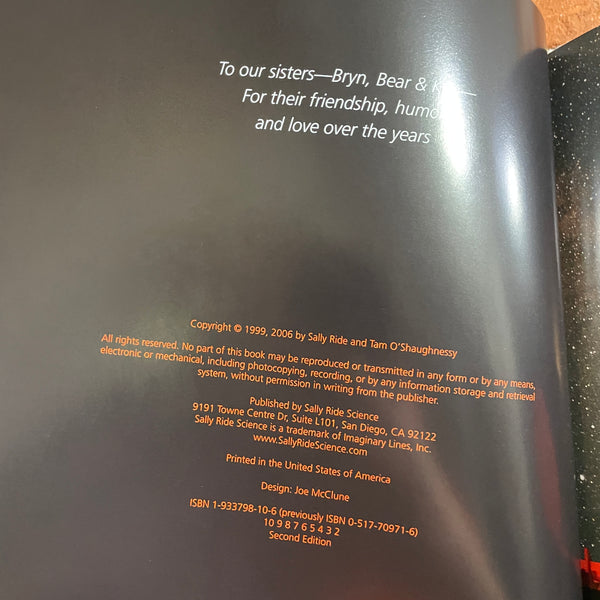 To our sisters—Bryn, Bear &
For their friendship,
and love over the years
Copyright © 1999, 2006 by Sally Ride and Tam O'Shaughnessy
All rights reserved. No part of this book may be reproduced or transmitted in any form or by any means,
electronic or mechanical, including photocopying, recording, or by any information storage and retrieval
system, without permission in writing from the publisher.
Published by Sally Ride Science
9191 Towne Centre Dr, Suite L101, San Diego, CA 92122
Sally Ride Science is a trademark of Imaginary Lines, Inc.
www.SallyRideScience.com
Printed in the United States of America
Design: Joe McClune
ISBN 1-933798-10-6 (previously ISBN 0-517-70971-6)
10 9 8 7 6 5 4 3 2
Second Edition